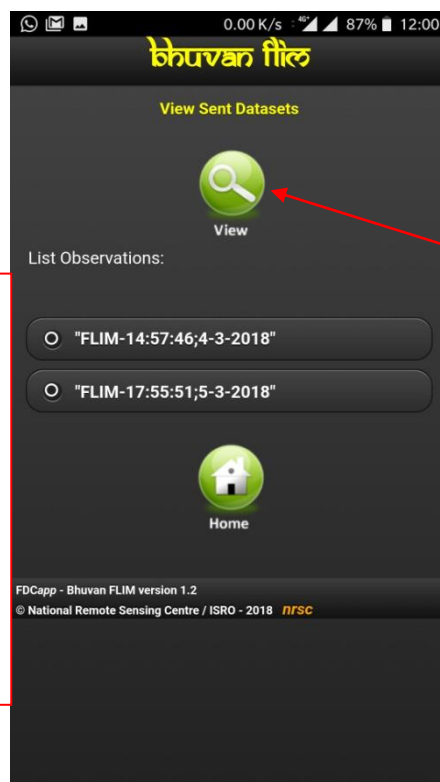 0.00 K/s 4G+ 87% 12:00
bhuvan flim
View Sent Datasets
View
List Observations:
"FLIM-14:57:46;4-3-2018"
"FLIM-17:55:51;5-3-2018"
Home
FDCapp - Bhuvan FLIM version 1.2
© National Remote Sensing Centre / ISRO - 2018 nrsc